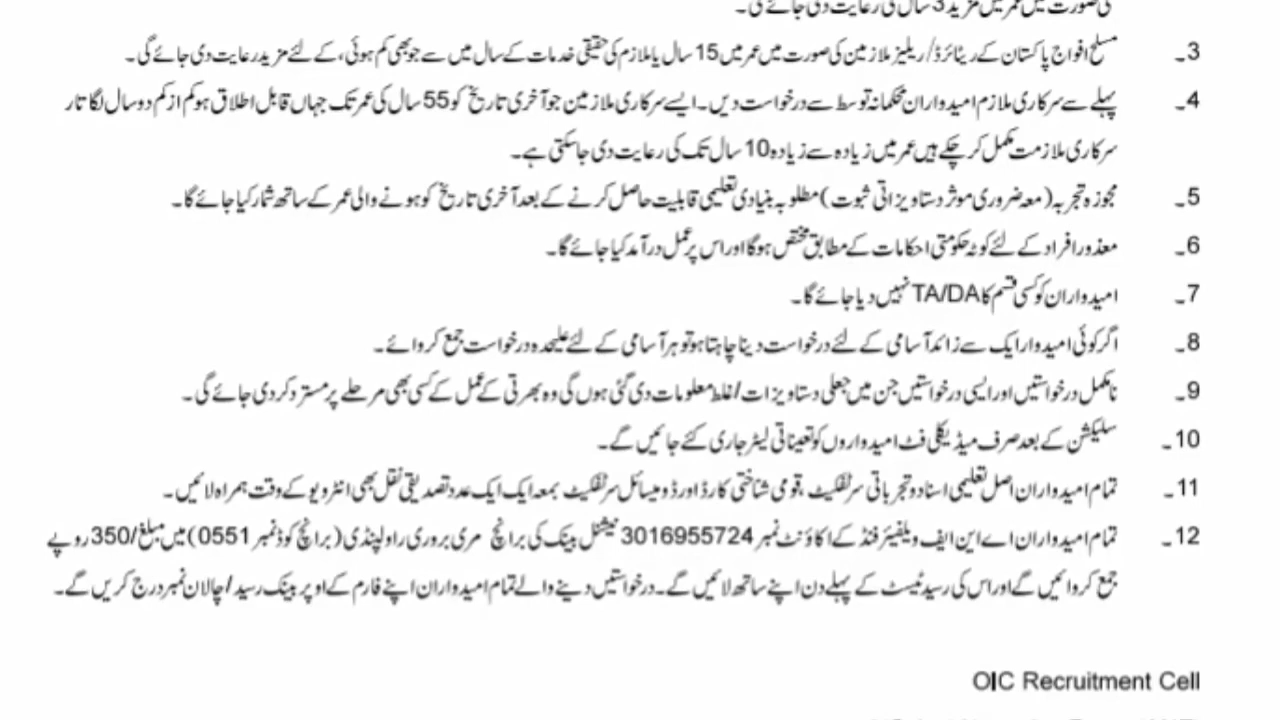 کی صورت میں عمر میں مزید 3 سال کی رعایت دی جائے گی۔
3۔ مسلح افواج پاکستان کے ریٹائرڈ/ریلیز ملازمین کی صورت میں عمر میں 15 سال یا ملازم کی حقیقی خدمات کے سال میں سے جو بھی کم ہوئی، کے لئے مزید رعایت دی جائے گی۔
4۔ پہلے سے سرکاری ملازم امیدواران محکمانہ توسط سے درخواست دیں۔ ایسے سرکاری ملازمین جو آخری تاریخ کو 55 سال کی عمر تک جہاں قابل اطلاق ہو کم از کم دو سال لگا تار
سرکاری ملازمت مکمل کر چکے ہیں عمر میں زیادہ سے زیادہ 10 سال تک کی رعایت دی جا سکتی ہے۔
5۔ مجوزہ تجربہ (معہ ضروری موثر دستاویزاتی ثبوت) مطلوبہ بنیادی تعلیمی قابلیت حاصل کرنے کے بعد آخری تاریخ کو ہونے والی عمر کے ساتھ شمار کیا جائے گا۔
6۔ معذور افراد کے لئے کوٹہ حکومتی احکامات کے مطابق مختص ہوگا اور اس پر عمل درآمد کیا جائے گا۔
7۔ امیدواران کو کسی قسم کا TA/DA نہیں دیا جائے گا۔
8۔ اگر کوئی امیدوار ایک سے زائد آسامی کے لئے درخواست دینا چاہتا ہو تو ہر آسامی کے لئے علیحدہ درخواست جمع کروائے۔
9۔ نامکمل درخواستیں اور ایسی درخواستیں جن میں جعلی دستاویزات/غلط معلومات دی گئی ہوں گی وہ بھرتی کے عمل کے کسی بھی مرحلے پر مسترد کر دی جائے گی۔
10۔ سلیکشن کے بعد صرف میڈیکلی فٹ امیدواروں کو تعیناتی لیٹر جاری کئے جائیں گے۔
11۔ تمام امیدواران اصل تعلیمی اسناد و تجرباتی سرٹیفکیٹ، قومی شناختی کارڈ اور ڈومیسائل سرٹیفکیٹ بمعہ ایک ایک عدد تصدیقی نقل بھی انٹرویو کے وقت ہمراہ لائیں۔
12۔ تمام امیدواران اے این ایف ویلفیئر فنڈ کے اکاؤنٹ نمبر 3016955724 نیشنل بینک کی برانچ مری بروری راولپنڈی (برانچ کوڈ نمبر 0551) میں مبلغ/350 روپے
جمع کروائیں گے اور اس کی رسید ٹیسٹ کے پہلے دن اپنے ساتھ لائیں گے۔ درخواستیں دینے والے تمام امیدواران اپنے فارم کے اوپر بینک رسید/چالان نمبر درج کریں گے۔
OIC Recruitment Cell